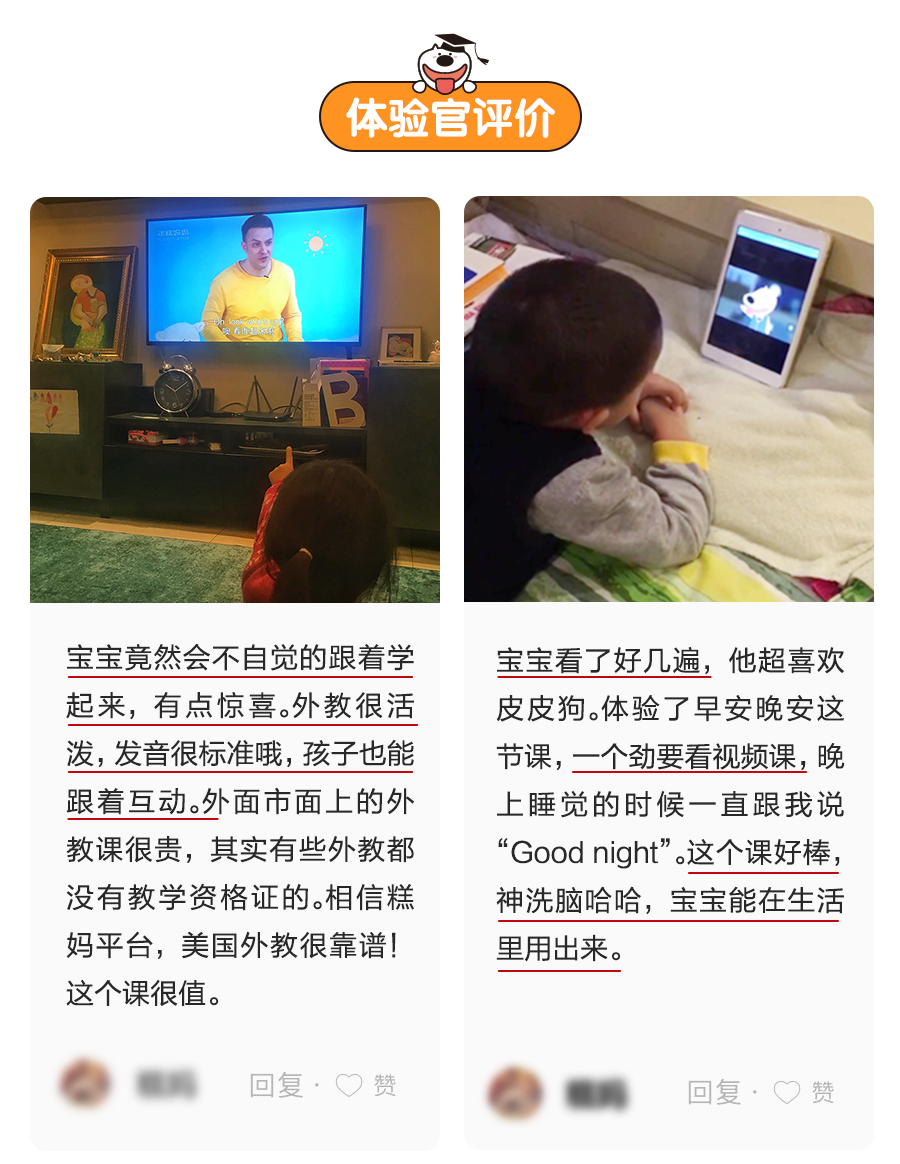 体验官评价
宝宝竟然会不自觉的跟着学
起来，有点惊喜。外教很活
泼，发音很标准哦，孩子也能
跟着互动。外面市面上的外
教课很贵，其实有些外教都
没有教学资格证的。相信糕
妈平台，美国外教很靠谱！
这个课很值。
回复 · 赞
宝宝看了好几遍，他超喜欢
皮皮狗。体验了早安晚安这
节课，一个劲要看视频课，晚
上睡觉的时候一直跟我说
“Good night”。这个课好棒，
神洗脑哈哈，宝宝能在生活
里用出来。
回复 · 赞
B